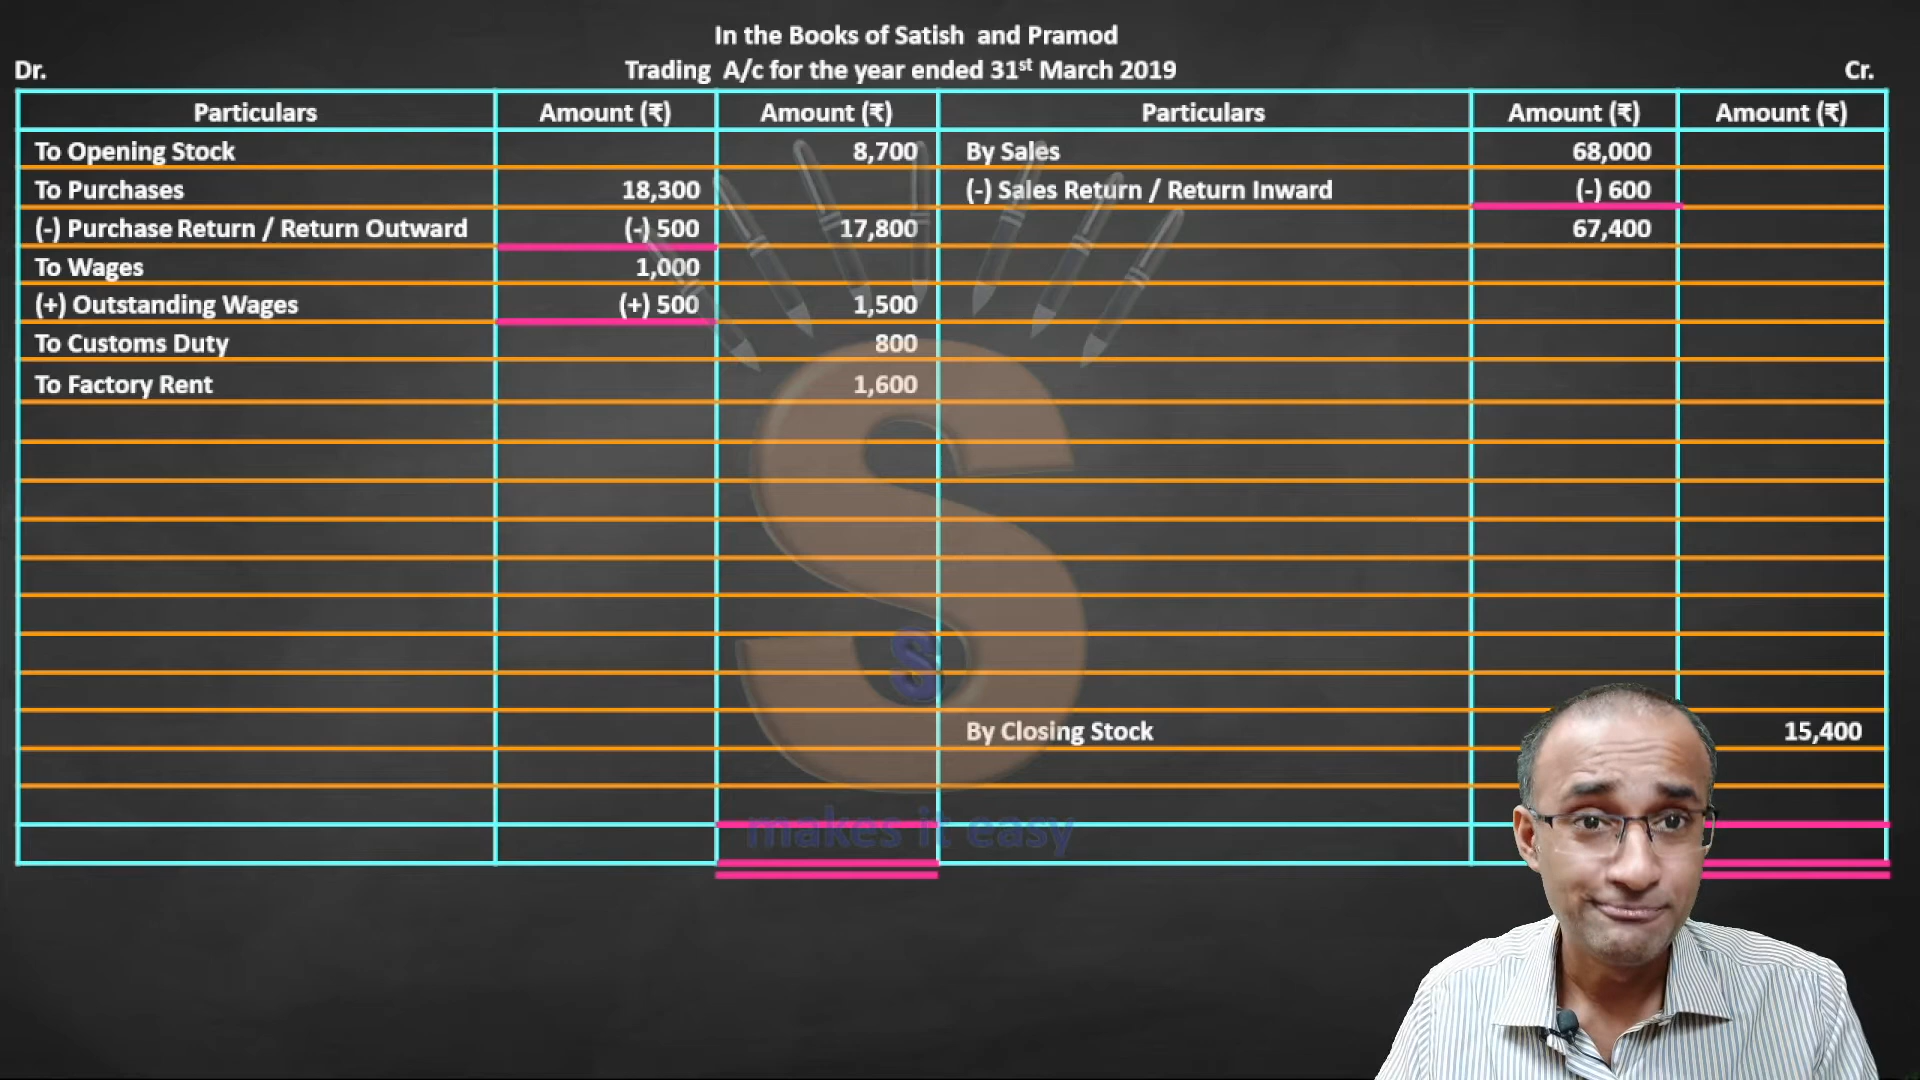 In the Books of Satish and Pramod
Dr. Trading A/c for the year ended 31st March 2019 Cr.
Particulars Amount (₹) Amount (₹) Particulars Amount (₹) Amount (₹)
To Opening Stock 8,700 By Sales 68,000
To Purchases 18,300 (-) Sales Return / Return Inward (-) 600
(-) Purchase Return / Return Outward (-) 500 17,800 67,400
To Wages 1,000
(+) Outstanding Wages (+) 500 1,500
To Customs Duty 800
To Factory Rent 1,600
S
S
By Closing Stock 15,400
makes it easy